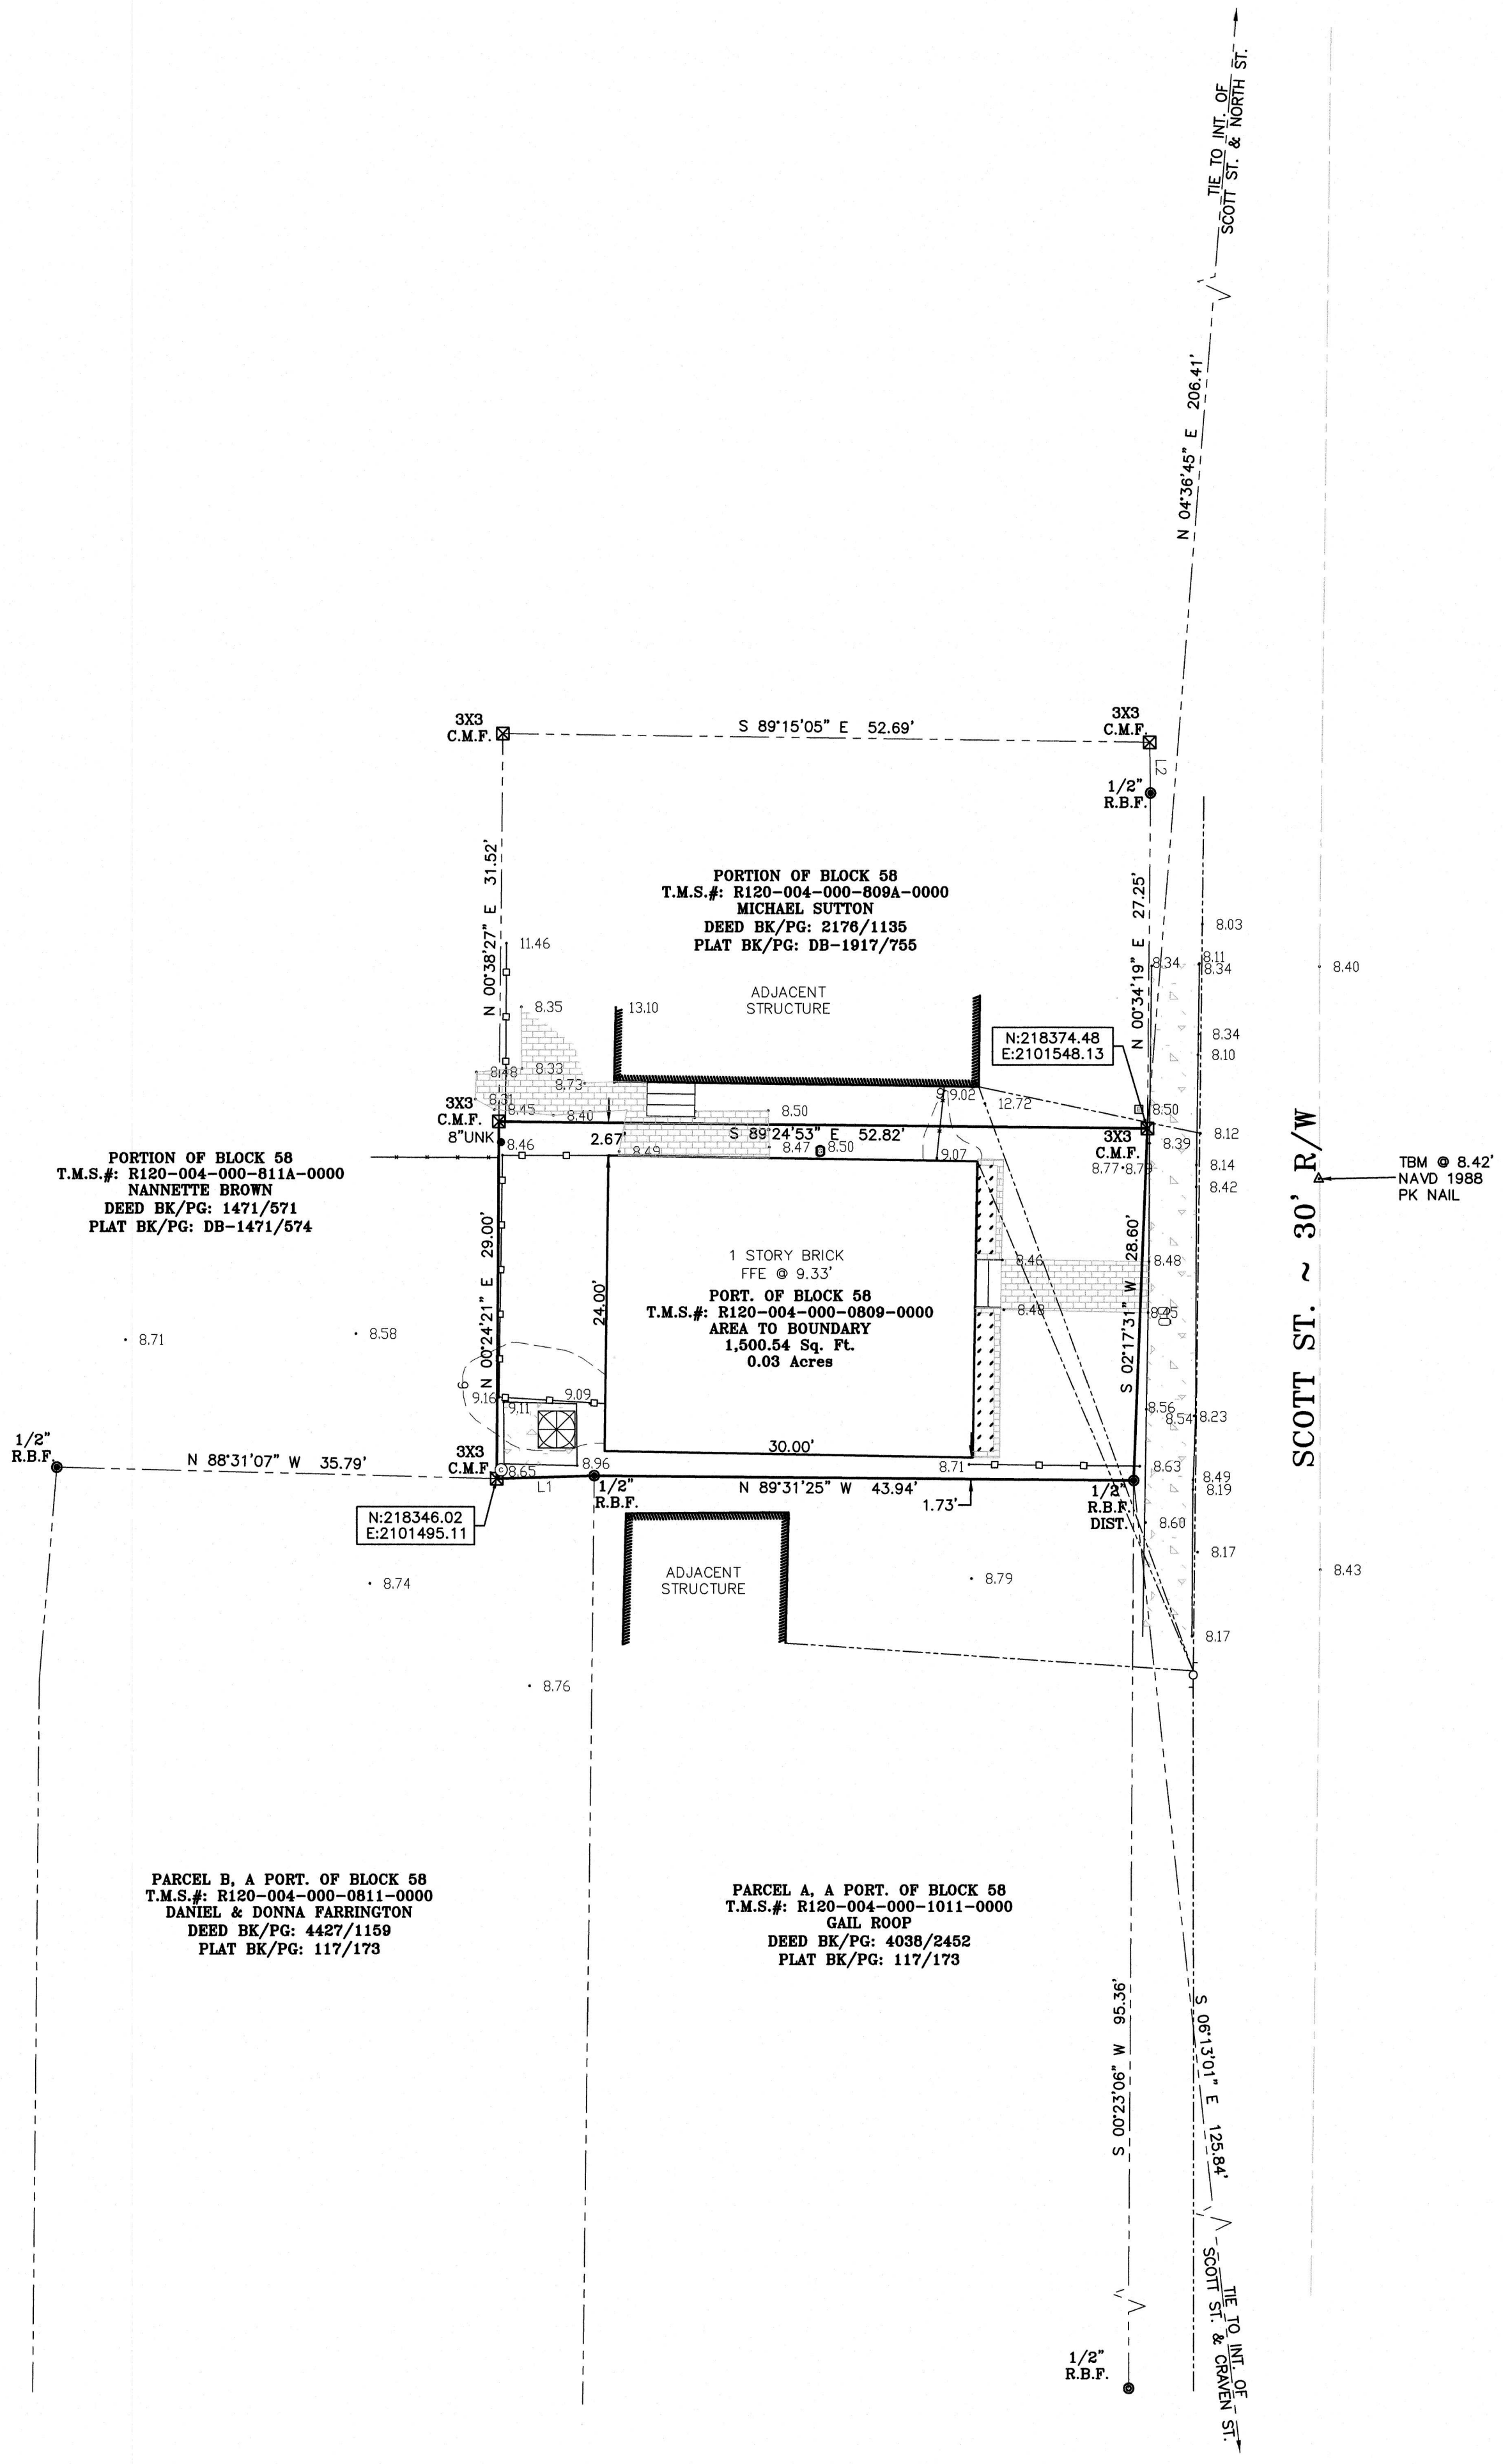 TIE TO INT. OF
SCOTT ST. & NORTH ST.
N 04°36'45" E 206.41'
3X3
C.M.F.
S 89°15'05" E 52.69'
3X3
C.M.F.
L2
1/2"
R.B.F.
N 00°38'27" E 31.52'
PORTION OF BLOCK 58
T.M.S.#: R120-004-000-809A-0000
MICHAEL SUTTON
DEED BK/PG: 2176/1135
PLAT BK/PG: DB-1917/755
N 00°34'19" E 27.25'
8.03
11.46
8.34
8.11
8.34
8.40
ADJACENT
STRUCTURE
8.35
13.10
N:218374.48
E:2101548.13
8.34
8.10
8.48
8.33
8.73
9
9.02
12.72
8.31
8.45
8.40
8.50
8.50
3X3
C.M.F.
8"UNK
8.46
2.67'
S 89°24'53" E 52.82'
8.49
8.47
8.50
9.07
3X3
C.M.F.
8.39
8.12
8.77
8.79
8.14
8.42
PORTION OF BLOCK 58
T.M.S.#: R120-004-000-811A-0000
NANNETTE BROWN
DEED BK/PG: 1471/571
PLAT BK/PG: DB-1471/574
TBM @ 8.42'
NAVD 1988
PK NAIL
SCOTT ST. ~ 30' R/W
N 00°24'21" E 29.00'
24.00'
1 STORY BRICK
FFE @ 9.33'
PORT. OF BLOCK 58
T.M.S.#: R120-004-000-0809-0000
AREA TO BOUNDARY
1,500.54 Sq. Ft.
0.03 Acres
8.46
8.48
8.48
8.45
S 02°17'31" W 28.60'
8.71
8.58
9
9.16
9.11
9.09
8.56
8.54
8.23
30.00'
1/2"
R.B.F.
N 88°31'07" W 35.79'
3X3
C.M.F.
8.65
8.96
L1
1/2"
R.B.F.
N 89°31'25" W 43.94'
8.71
1.73'
8.63
8.49
8.19
1/2"
R.B.F.
DIST.
N:218346.02
E:2101495.11
8.60
8.17
8.43
ADJACENT
STRUCTURE
8.74
8.79
8.17
8.76
PARCEL B, A PORT. OF BLOCK 58
T.M.S.#: R120-004-000-0811-0000
DANIEL & DONNA FARRINGTON
DEED BK/PG: 4427/1159
PLAT BK/PG: 117/173
PARCEL A, A PORT. OF BLOCK 58
T.M.S.#: R120-004-000-1011-0000
GAIL ROOP
DEED BK/PG: 4038/2452
PLAT BK/PG: 117/173
S 00°23'06" W 95.36'
S 06°13'01" E 125.84'
TIE TO INT. OF
SCOTT ST. & CRAVEN ST.
1/2"
R.B.F.